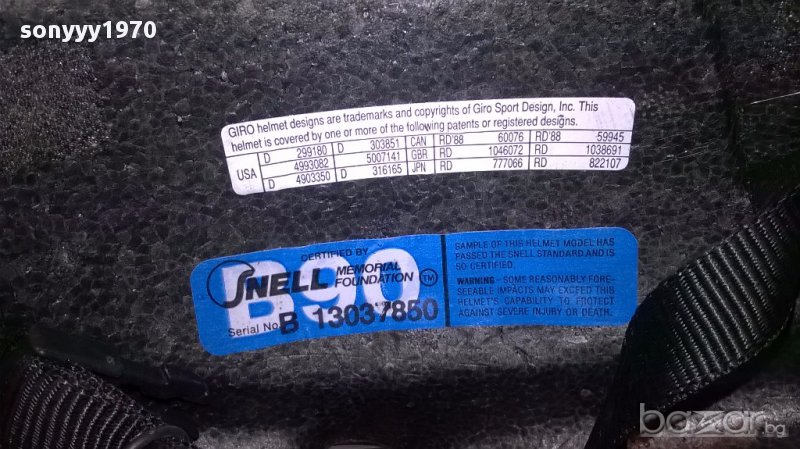 sonyyy1970
GIRO helmet designs are trademarks and copyrights of Giro Sport Design, Inc. This
helmet is covered by one or more of the following patents or registered designs.
USA D 299180 D 303851 CAN RD'88 60076 RD'88 59945
4993082 5007141 GBR RD 1046072 RD 1038691
D 4903350 D 316165 JPN RD 777066 RD 822107
CERTIFIED BY
B90
SNELL MEMORIAL FOUNDATION TM
Serial No. B 13037850
SAMPLE OF THIS HELMET MODEL HAS
PASSED THE SNELL STANDARD AND IS
SO CERTIFIED.
WARNING - SOME REASONABLY FORE-
SEEABLE IMPACTS MAY EXCEED THIS
HELMET'S CAPABILITY TO PROTECT
AGAINST SEVERE INJURY OR DEATH.
bazar.bg